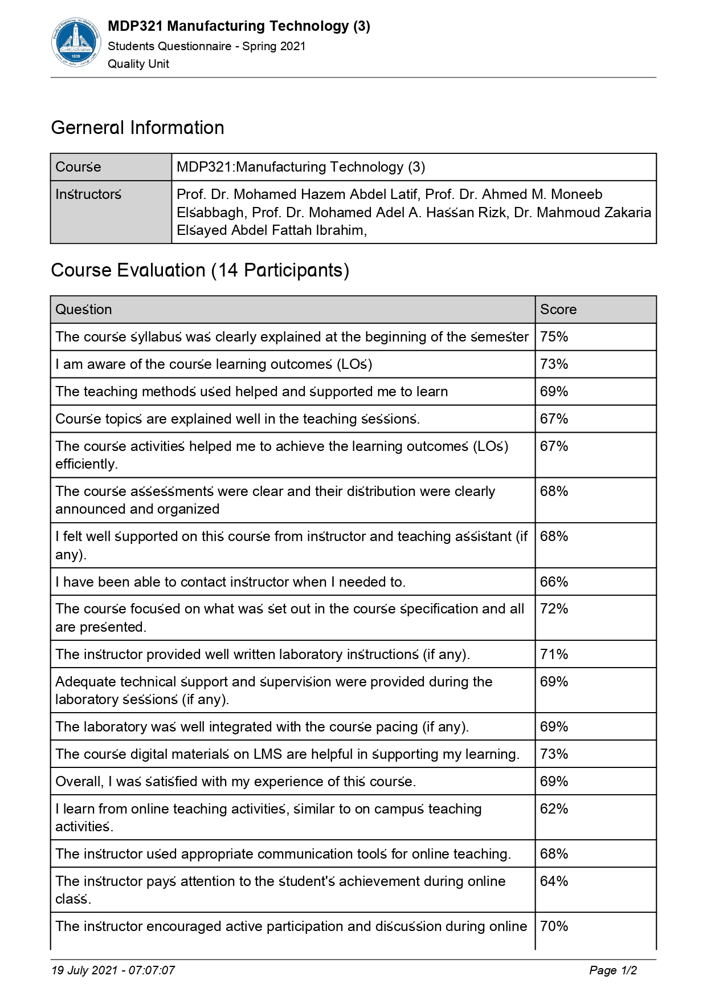 MDP321 Manufacturing Technology (3)
Students Questionnaire - Spring 2021
Quality Unit
1839
Gerneral Information
Course
MDP321:Manufacturing Technology (3)
Instructors
Prof. Dr. Mohamed Hazem Abdel Latif, Prof. Dr. Ahmed M. Moneeb
Elsabbagh, Prof. Dr. Mohamed Adel A. Hassan Rizk, Dr. Mahmoud Zakaria
Elsayed Abdel Fattah Ibrahim,
Course Evaluation (14 Participants)
Question Score
The course syllabus was clearly explained at the beginning of the semester 75%
I am aware of the course learning outcomes (LOs) 73%
The teaching methods used helped and supported me to learn 69%
Course topics are explained well in the teaching sessions. 67%
The course activities helped me to achieve the learning outcomes (LOs) 67%
efficiently.
The course assessments were clear and their distribution were clearly 68%
announced and organized
I felt well supported on this course from instructor and teaching assistant (if 68%
any).
I have been able to contact instructor when I needed to. 66%
The course focused on what was set out in the course specification and all 72%
are presented.
The instructor provided well written laboratory instructions (if any). 71%
Adequate technical support and supervision were provided during the 69%
laboratory sessions (if any).
The laboratory was well integrated with the course pacing (if any). 69%
The course digital materials on LMS are helpful in supporting my learning. 73%
Overall, I was satisfied with my experience of this course. 69%
I learn from online teaching activities, similar to on campus teaching 62%
activities.
The instructor used appropriate communication tools for online teaching. 68%
The instructor pays attention to the student's achievement during online 64%
class.
The instructor encouraged active participation and discussion during online 70%
19 July 2021 - 07:07:07 Page 1/2